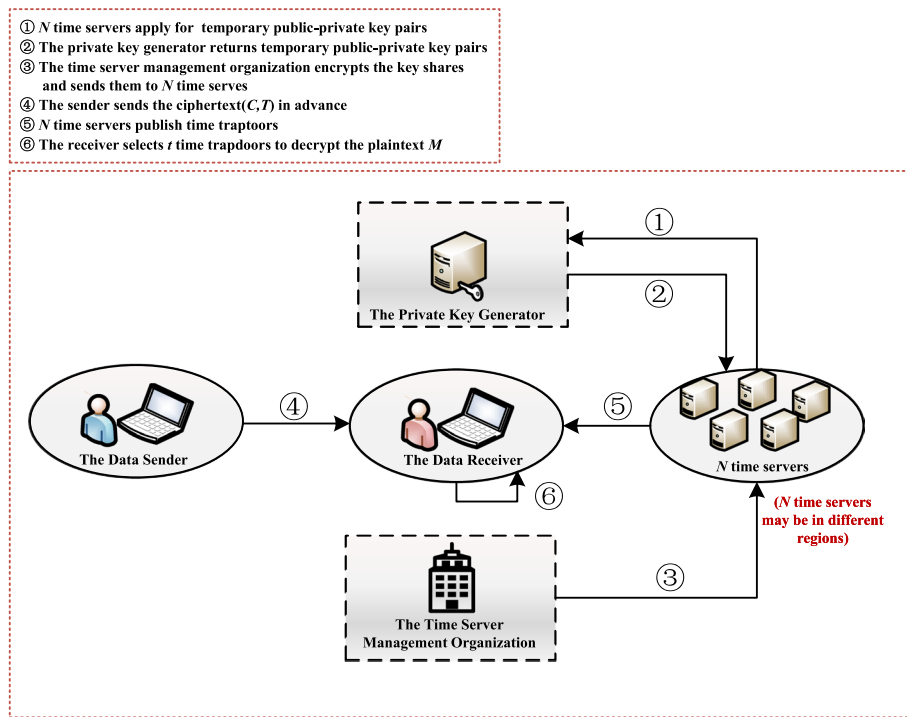 ① N time servers apply for temporary public-private key pairs
② The private key generator returns temporary public-private key pairs
③ The time server management organization encrypts the key shares
and sends them to N time serves
④ The sender sends the ciphertext(C,T) in advance
⑤ N time servers publish time traptoors
⑥ The receiver selects t time trapdoors to decrypt the plaintext M
①
②
The Private Key Generator
④
⑤
The Data Sender
The Data Receiver
N time servers
⑥
(N time servers
may be in different
regions)
③
The Time Server
Management Organization